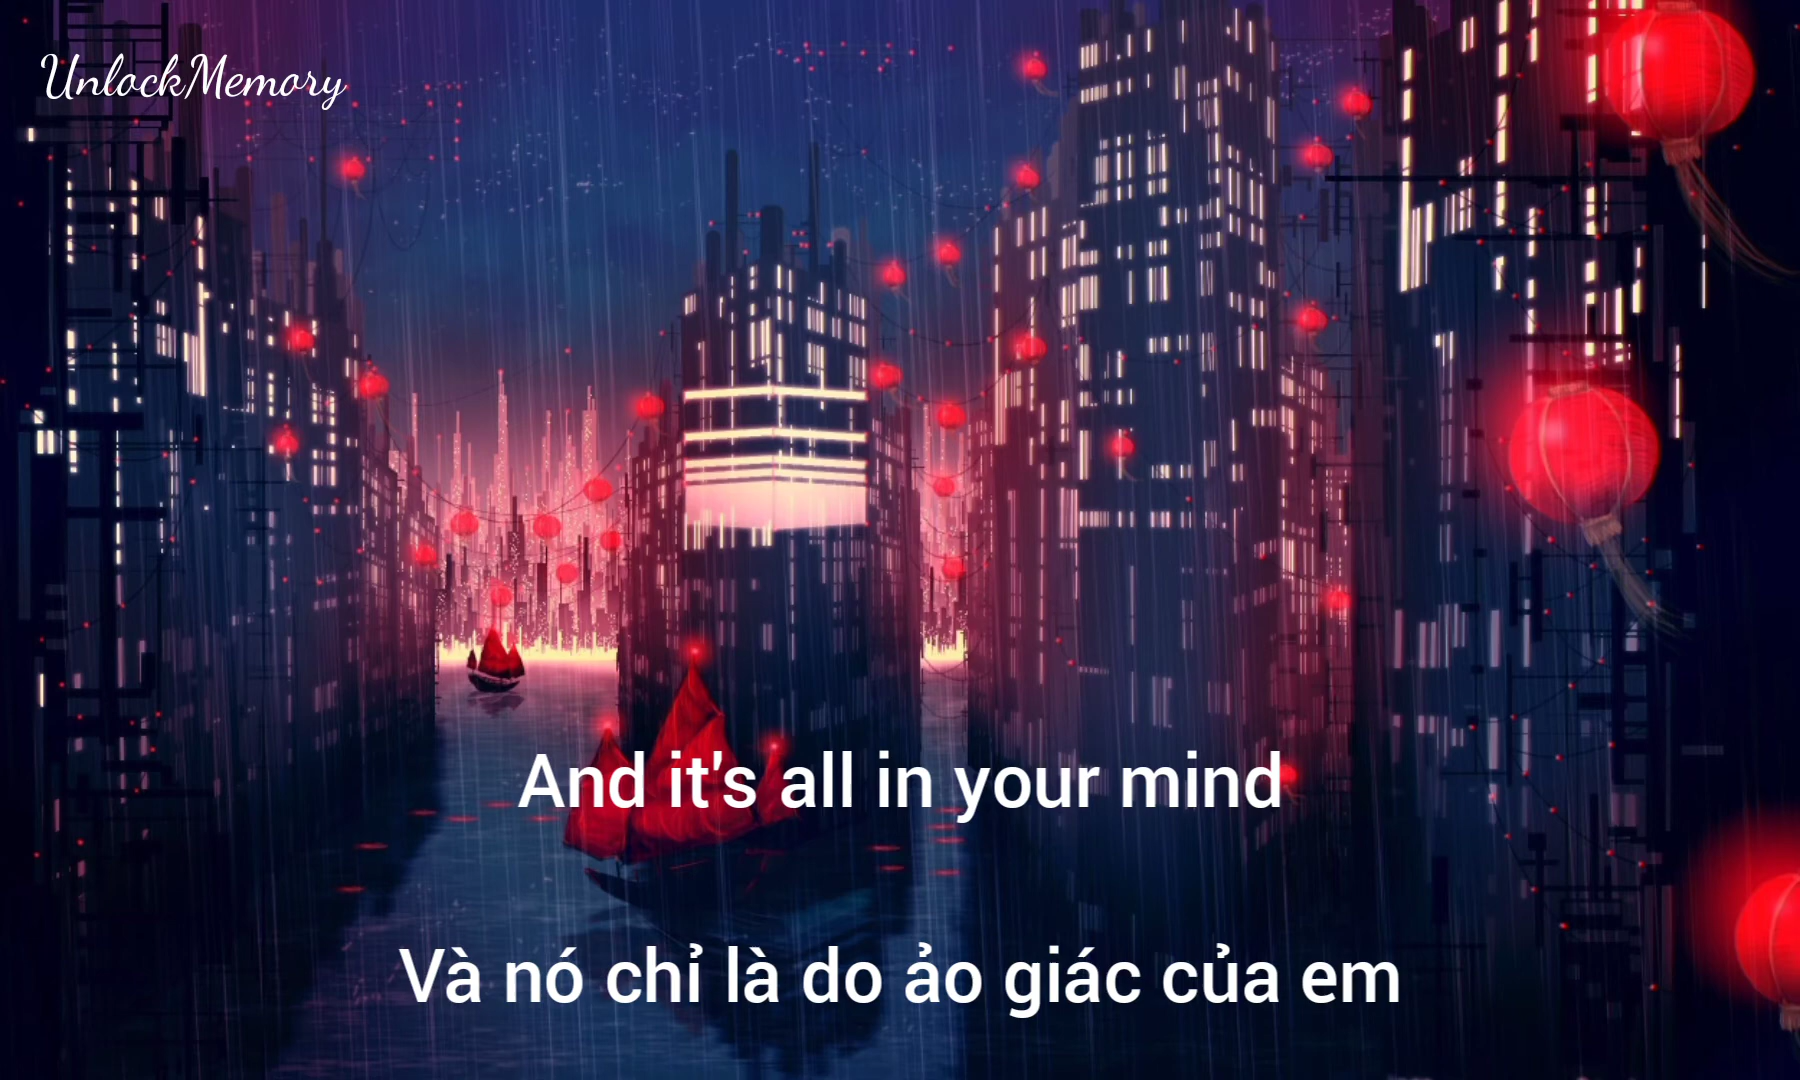 UnlockMemory
And it's all in your mind
Và nó chỉ là do ảo giác của em